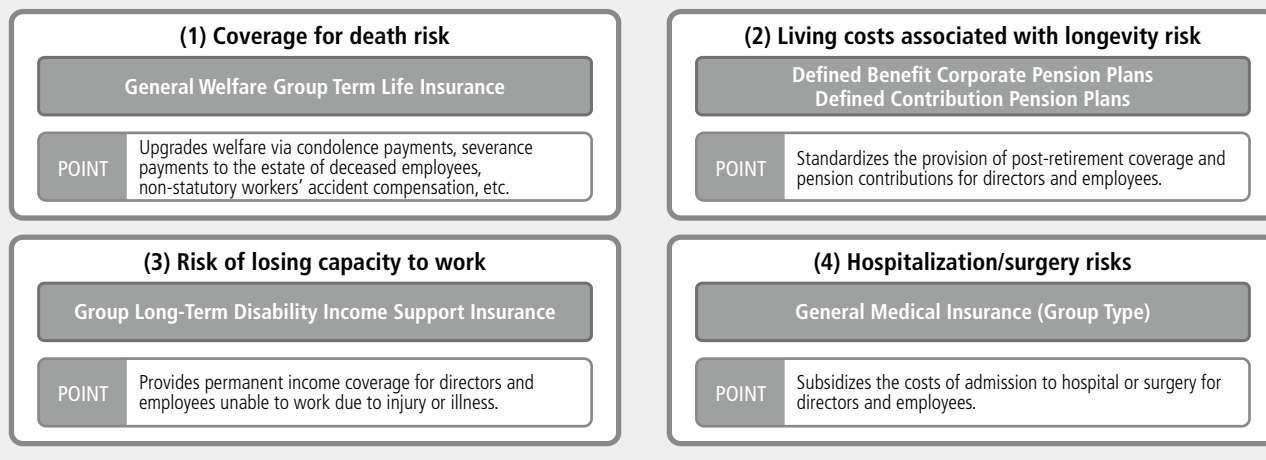 (1) Coverage for death risk
General Welfare Group Term Life Insurance
POINT
Upgrades welfare via condolence payments, severance
payments to the estate of deceased employees,
non-statutory workers’ accident compensation, etc.
(2) Living costs associated with longevity risk
Defined Benefit Corporate Pension Plans
Defined Contribution Pension Plans
POINT
Standardizes the provision of post-retirement coverage and
pension contributions for directors and employees.
(3) Risk of losing capacity to work
Group Long-Term Disability Income Support Insurance
POINT
Provides permanent income coverage for directors and
employees unable to work due to injury or illness.
(4) Hospitalization/surgery risks
General Medical Insurance (Group Type)
POINT
Subsidizes the costs of admission to hospital or surgery for
directors and employees.